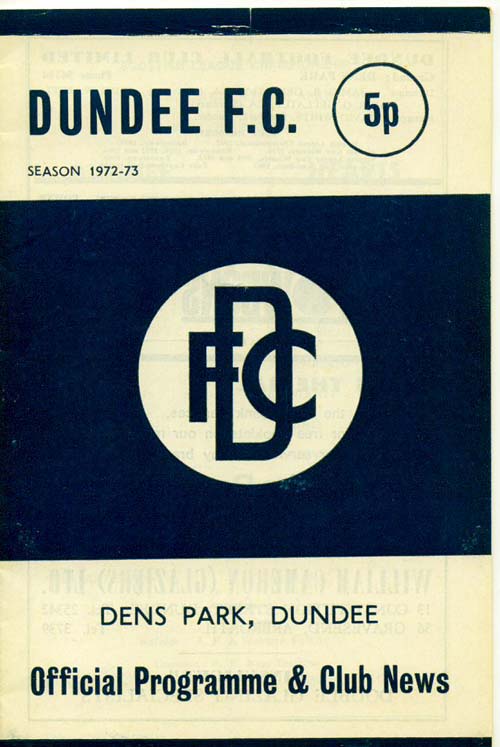 DUNDEE F.C.
5p
SEASON 1972-73
DFC
DENS PARK, DUNDEE
Official Programme & Club News